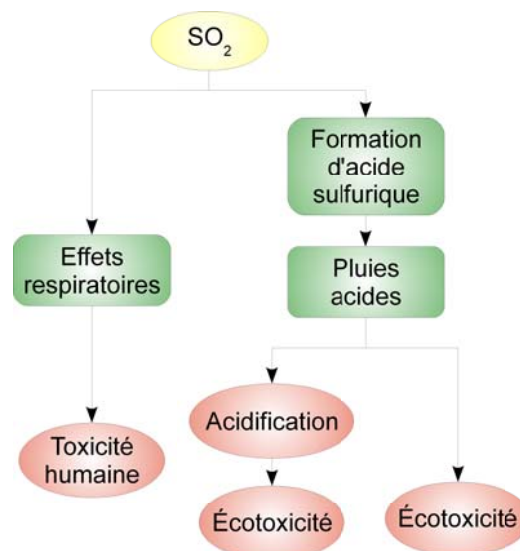 SO₂
Formation
d'acide
sulfurique
Effets
respiratoires
Pluies
acides
Acidification
Toxicité
humaine
Écotoxicité
Écotoxicité